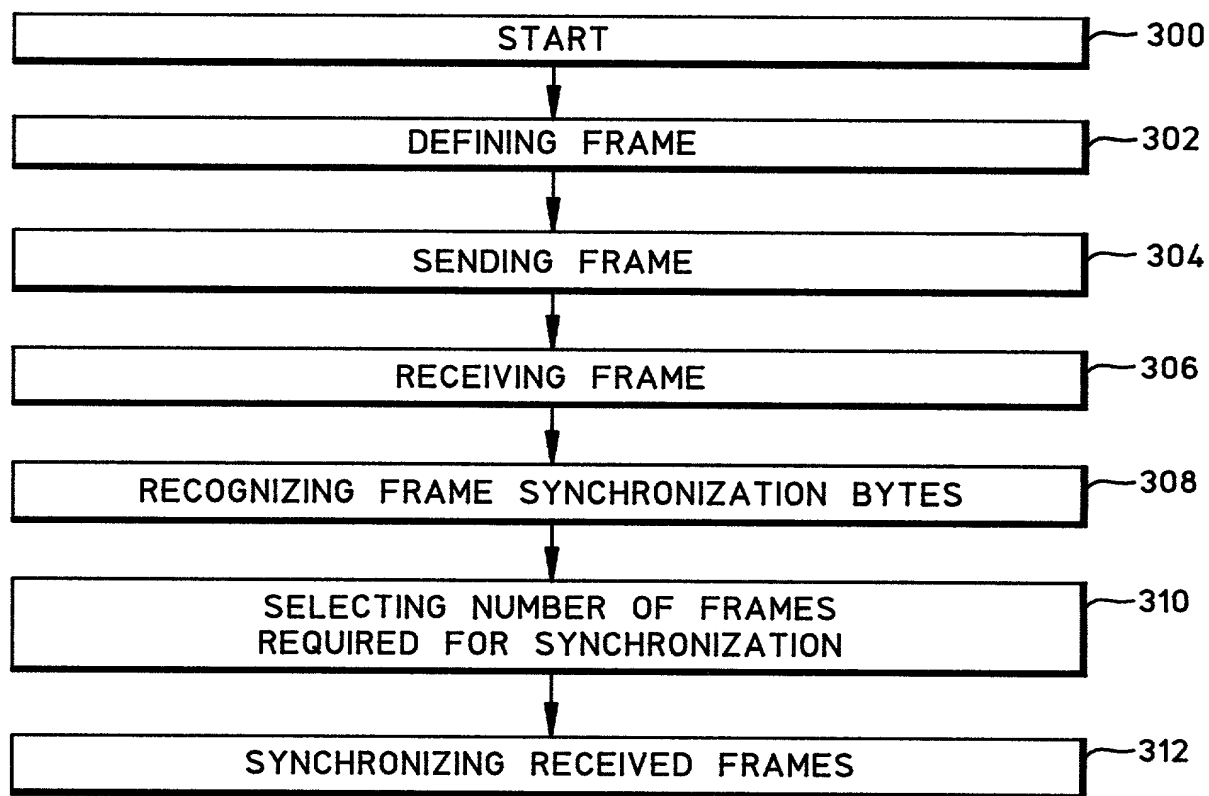 START 300
DEFINING FRAME 302
SENDING FRAME 304
RECEIVING FRAME 306
RECOGNIZING FRAME SYNCHRONIZATION BYTES 308
SELECTING NUMBER OF FRAMES 310
REQUIRED FOR SYNCHRONIZATION
SYNCHRONIZING RECEIVED FRAMES 312